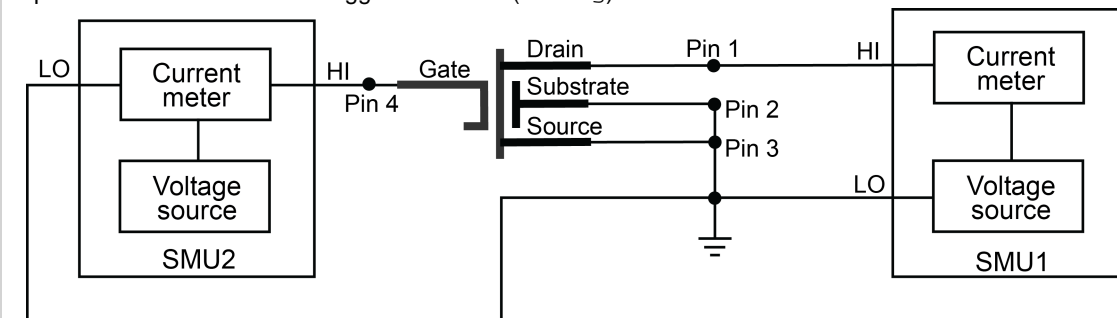 LO
Current
meter
HI
Pin 4
Gate
Drain
Substrate
Source
Pin 1
Pin 2
Pin 3
HI
Current
meter
Voltage
source
SMU2
LO
Voltage
source
SMU1